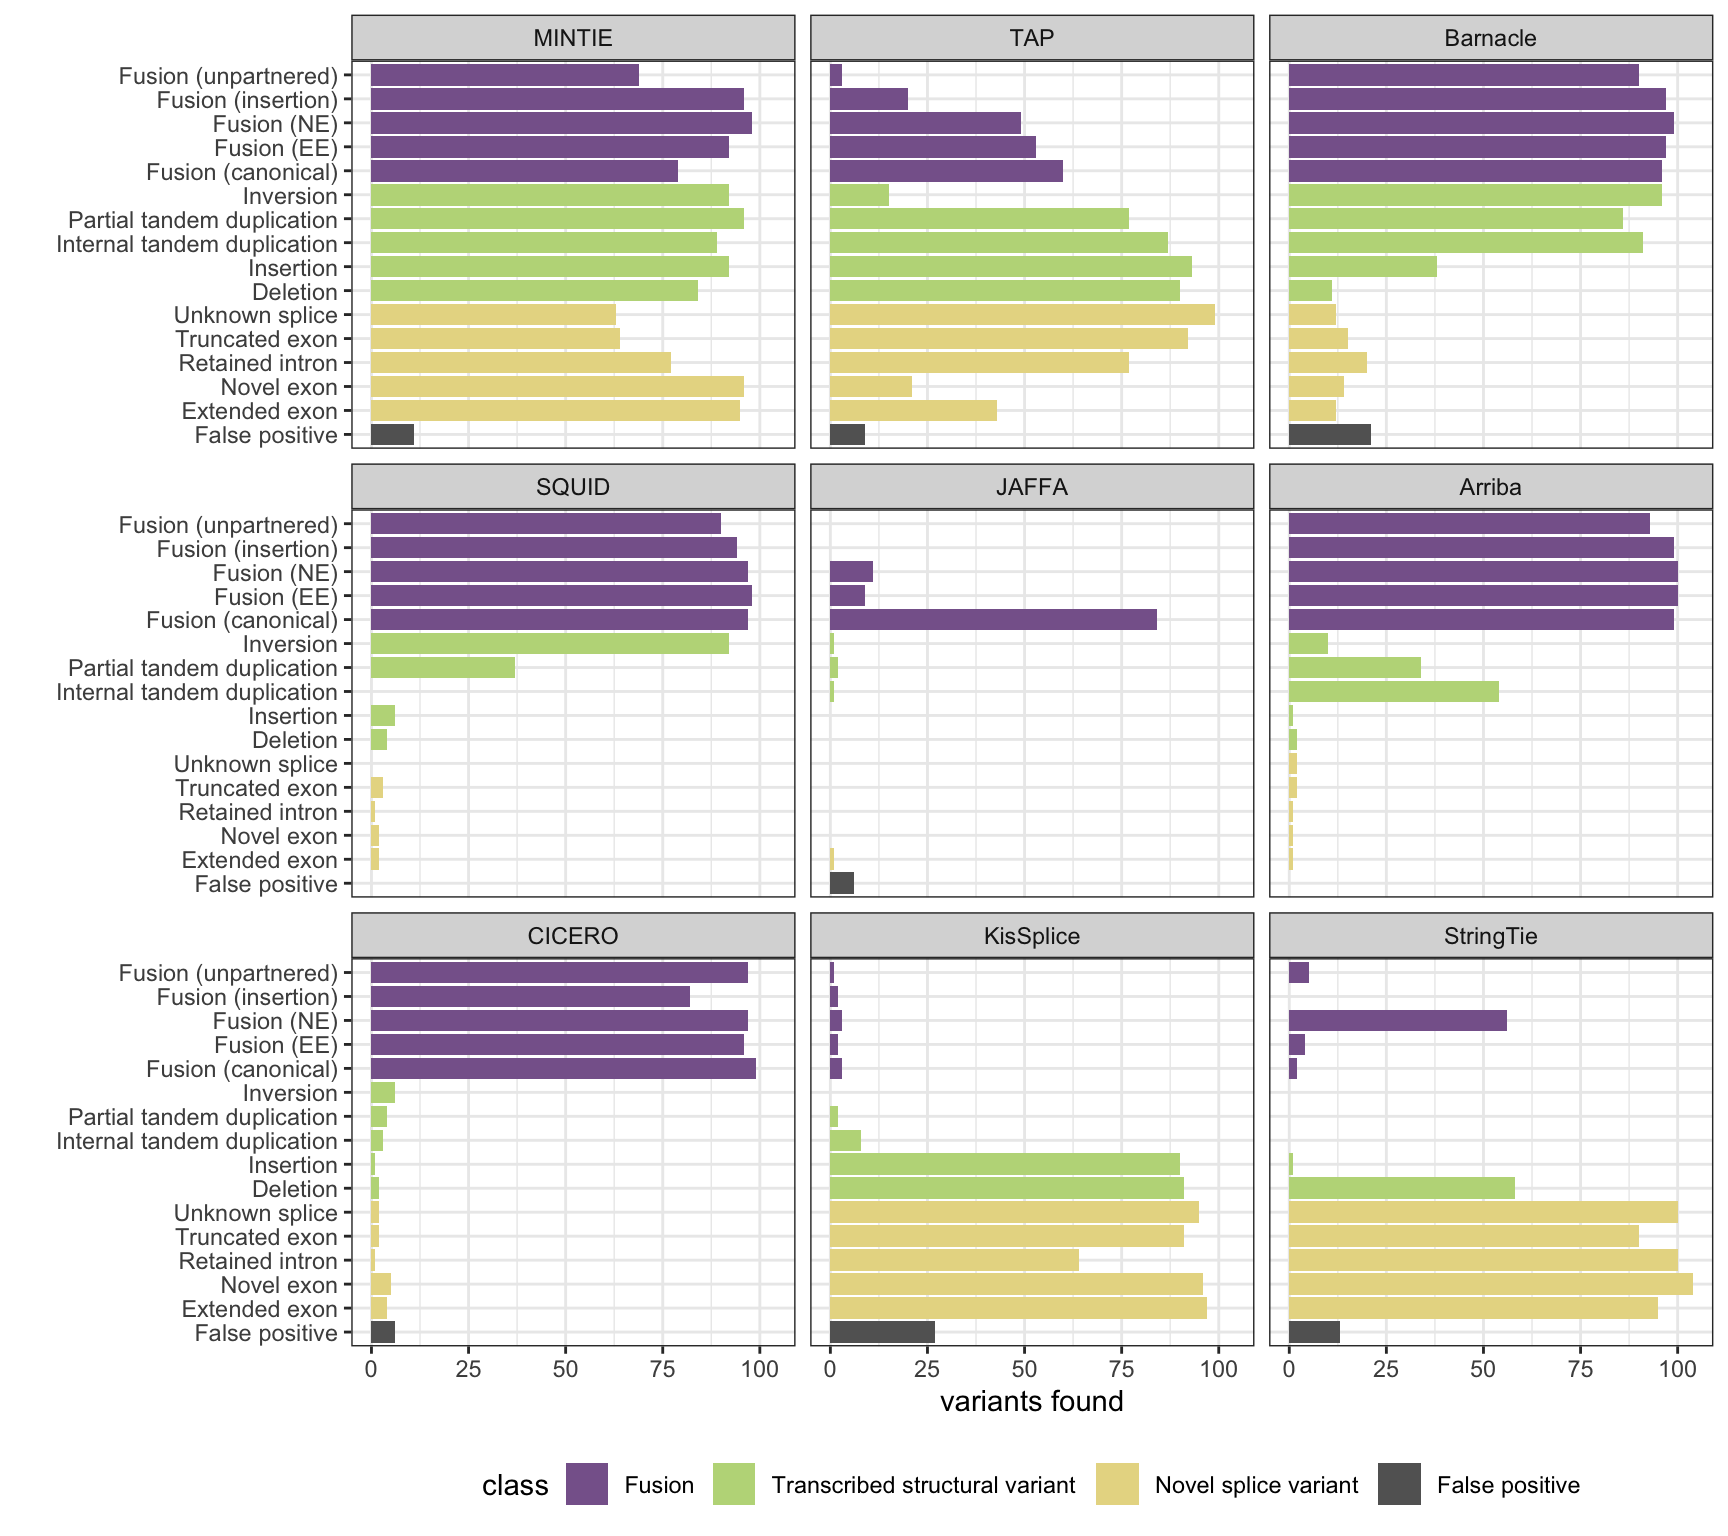 MINTIE TAP Barnacle
Fusion (unpartnered)
Fusion (insertion)
Fusion (NE)
Fusion (EE)
Fusion (canonical)
Inversion
Partial tandem duplication
Internal tandem duplication
Insertion
Deletion
Unknown splice
Truncated exon
Retained intron
Novel exon
Extended exon
False positive
SQUID JAFFA Arriba
Fusion (unpartnered)
Fusion (insertion)
Fusion (NE)
Fusion (EE)
Fusion (canonical)
Inversion
Partial tandem duplication
Internal tandem duplication
Insertion
Deletion
Unknown splice
Truncated exon
Retained intron
Novel exon
Extended exon
False positive
CICERO KisSplice StringTie
Fusion (unpartnered)
Fusion (insertion)
Fusion (NE)
Fusion (EE)
Fusion (canonical)
Inversion
Partial tandem duplication
Internal tandem duplication
Insertion
Deletion
Unknown splice
Truncated exon
Retained intron
Novel exon
Extended exon
False positive
0 25 50 75 100 0 25 50 75 100 0 25 50 75 100
variants found
class Fusion Transcribed structural variant Novel splice variant False positive